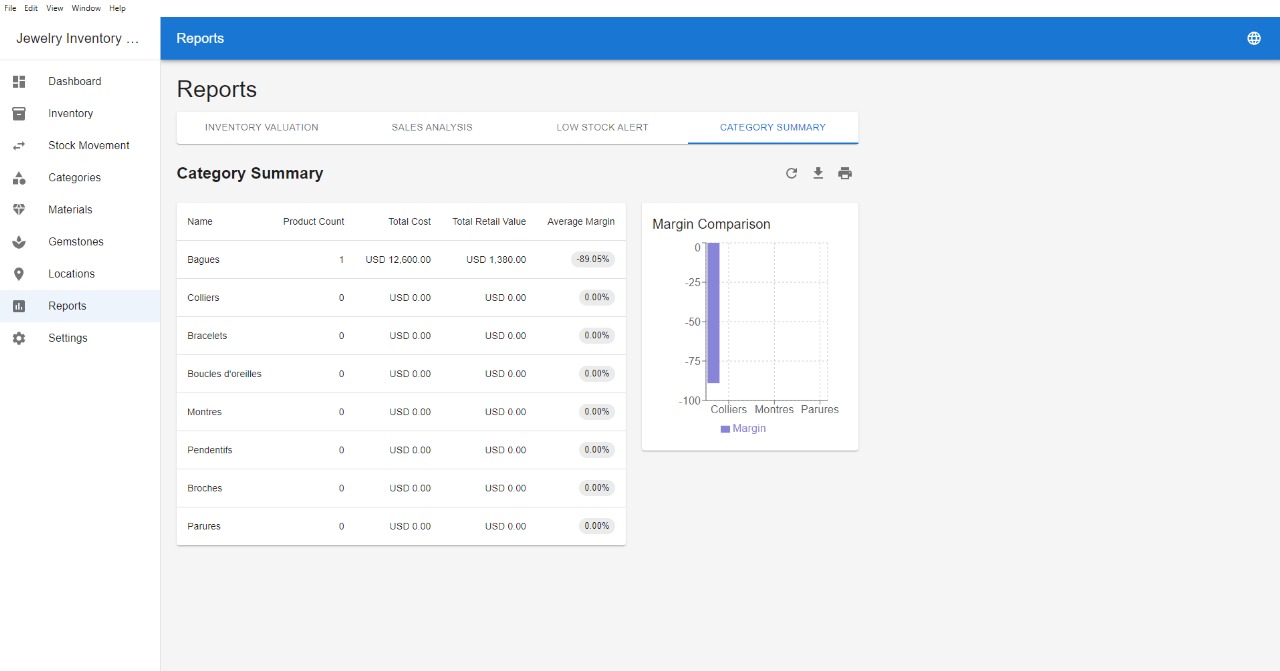 File Edit View Window Help
Jewelry Inventory ...
Reports
Dashboard
Inventory
Stock Movement
Categories
Materials
Gemstones
Locations
Reports
Settings
Reports
INVENTORY VALUATION SALES ANALYSIS LOW STOCK ALERT CATEGORY SUMMARY
Category Summary
Name Product Count Total Cost Total Retail Value Average Margin
Bagues 1 USD 12,600.00 USD 1,380.00 -89.05%
Colliers 0 USD 0.00 USD 0.00 0.00%
Bracelets 0 USD 0.00 USD 0.00 0.00%
Boucles d'oreilles 0 USD 0.00 USD 0.00 0.00%
Montres 0 USD 0.00 USD 0.00 0.00%
Pendentifs 0 USD 0.00 USD 0.00 0.00%
Broches 0 USD 0.00 USD 0.00 0.00%
Parures 0 USD 0.00 USD 0.00 0.00%
Margin Comparison
0
-25
-50
-75
-100
Colliers Montres Parures
Margin